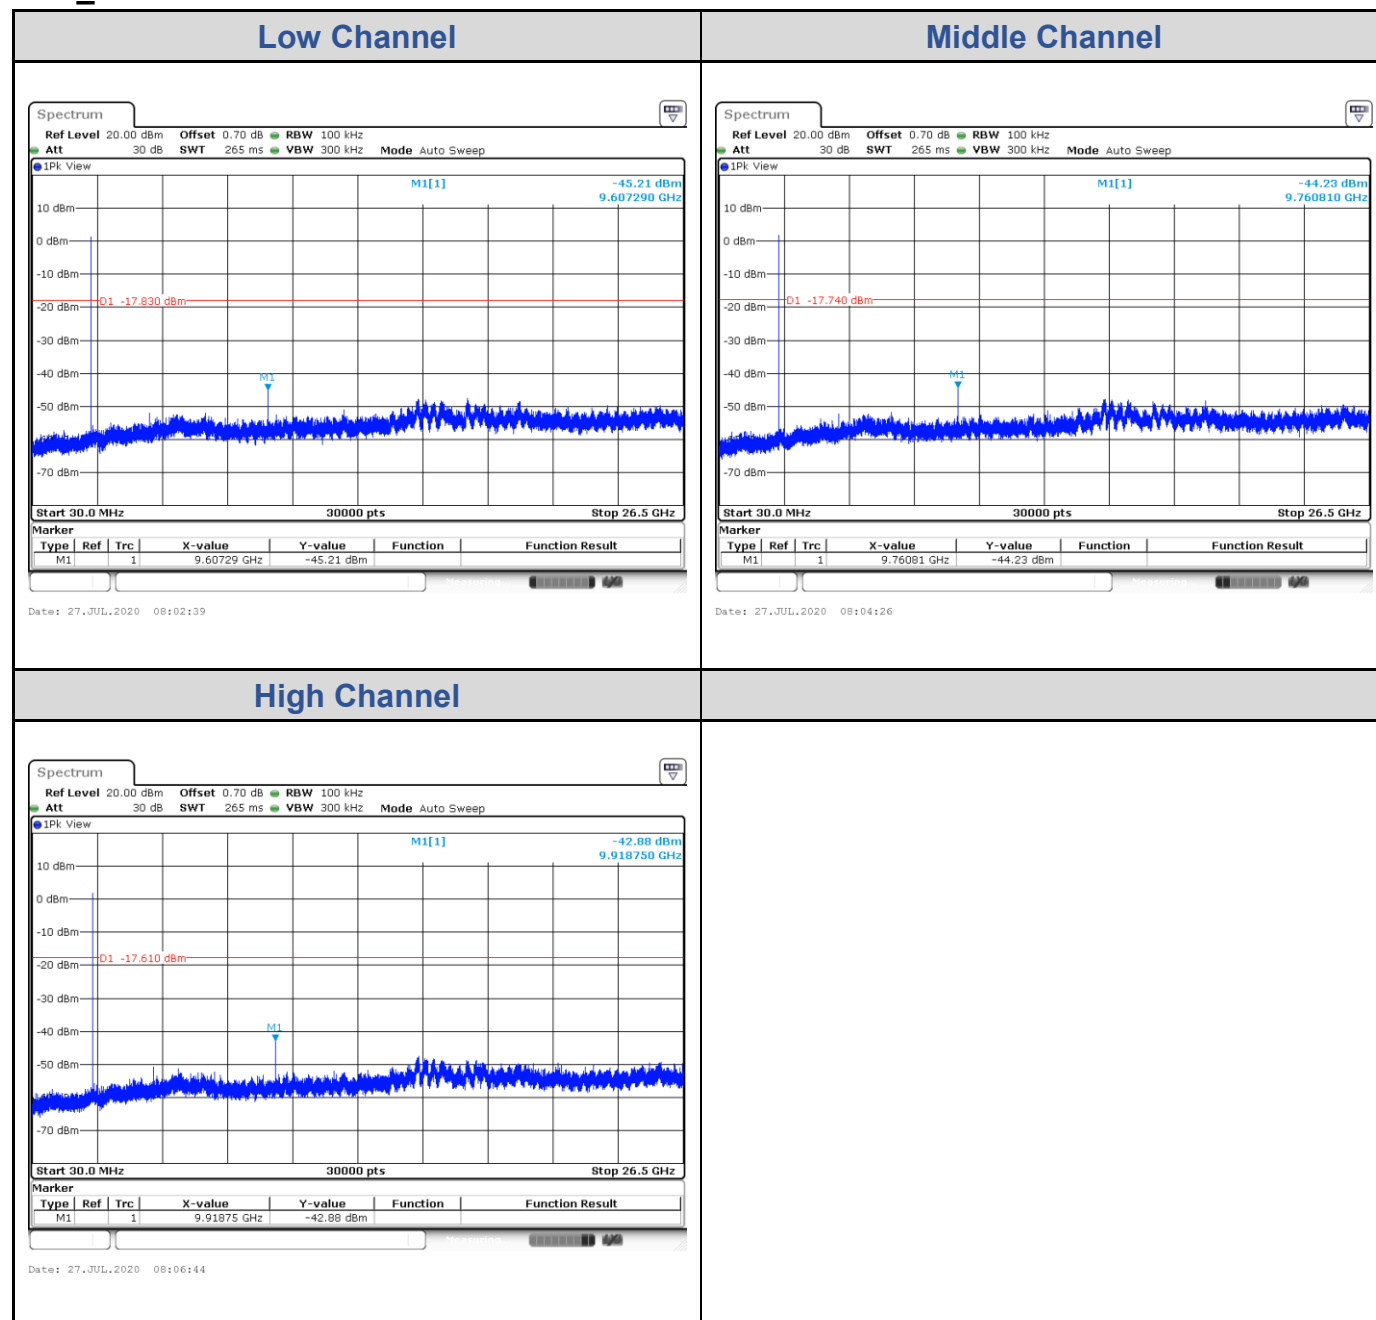 Low Channel
Middle Channel
Spectrum
Ref Level 20.00 dBm Offset 0.70 dB RBW 100 kHz
Att 30 dB SWT 265 ms VBW 300 kHz Mode Auto Sweep
1Pk View
M1[1] -45.21 dBm
9.607290 GHz
10 dBm
0 dBm
-10 dBm
D1 -17.830 dBm
-20 dBm
-30 dBm
-40 dBm
M1
-50 dBm
-70 dBm
Start 30.0 MHz 30000 pts Stop 26.5 GHz
Marker
Type Ref Trc X-value Y-value Function Function Result
M1 1 9.60729 GHz -45.21 dBm
Measuring
Date: 27.JUL.2020 08:02:39
Spectrum
Ref Level 20.00 dBm Offset 0.70 dB RBW 100 kHz
Att 30 dB SWT 265 ms VBW 300 kHz Mode Auto Sweep
1Pk View
M1[1] -44.23 dBm
9.760810 GHz
10 dBm
0 dBm
-10 dBm
D1 -17.740 dBm
-20 dBm
-30 dBm
-40 dBm
M1
-50 dBm
-70 dBm
Start 30.0 MHz 30000 pts Stop 26.5 GHz
Marker
Type Ref Trc X-value Y-value Function Function Result
M1 1 9.76081 GHz -44.23 dBm
Measuring
Date: 27.JUL.2020 08:04:26
High Channel
Spectrum
Ref Level 20.00 dBm Offset 0.70 dB RBW 100 kHz
Att 30 dB SWT 265 ms VBW 300 kHz Mode Auto Sweep
1Pk View
M1[1] -42.88 dBm
9.918750 GHz
10 dBm
0 dBm
-10 dBm
D1 -17.610 dBm
-20 dBm
-30 dBm
-40 dBm
M1
-50 dBm
-70 dBm
Start 30.0 MHz 30000 pts Stop 26.5 GHz
Marker
Type Ref Trc X-value Y-value Function Function Result
M1 1 9.91875 GHz -42.88 dBm
Measuring
Date: 27.JUL.2020 08:06:44